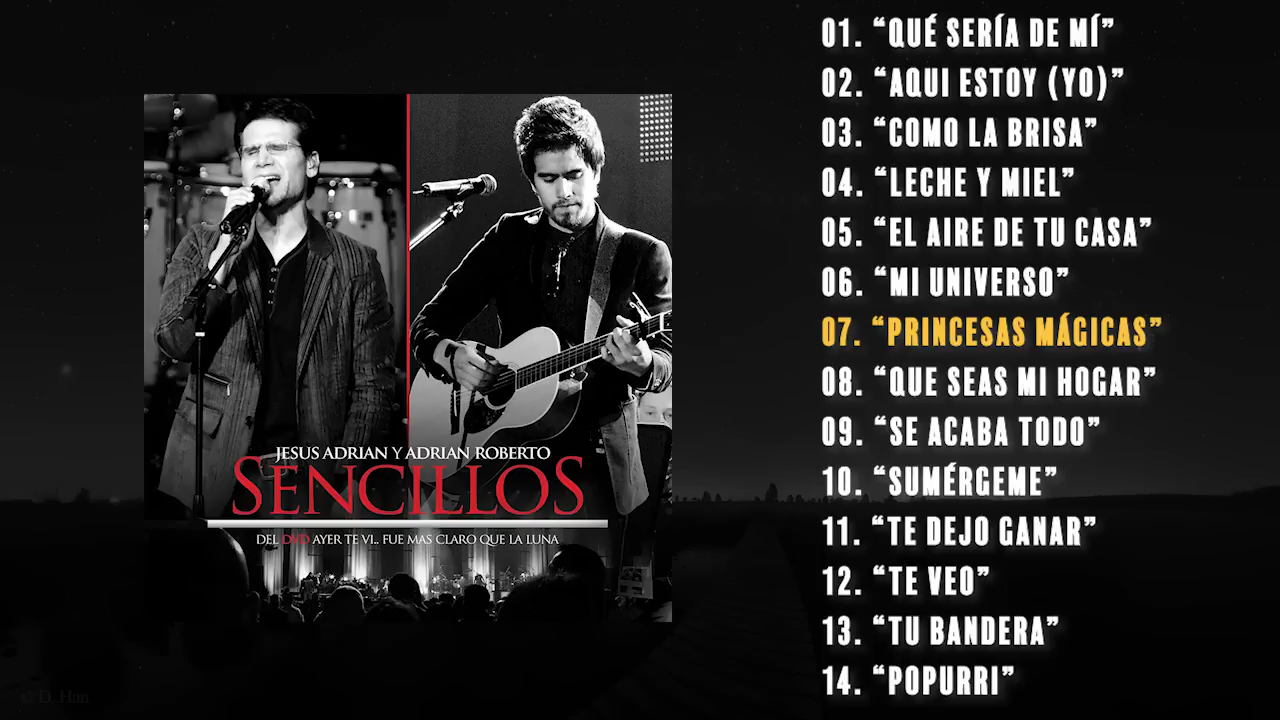 JESUS ADRIAN Y ADRIAN ROBERTO
SENCILLOS
DEL DVD AYER TE VI.. FUE MAS CLARO QUE LA LUNA
01. “QUÉ SERÍA DE MÍ”
02. “AQUI ESTOY (YO)”
03. “COMO LA BRISA”
04. “LECHE Y MIEL”
05. “EL AIRE DE TU CASA”
06. “MI UNIVERSO”
07. “PRINCESAS MÁGICAS”
08. “QUE SEAS MI HOGAR”
09. “SE ACABA TODO”
10. “SUMÉRGEME”
11. “TE DEJO GANAR”
12. “TE VEO”
13. “TU BANDERA”
14. “POPURRI”
© D. Han